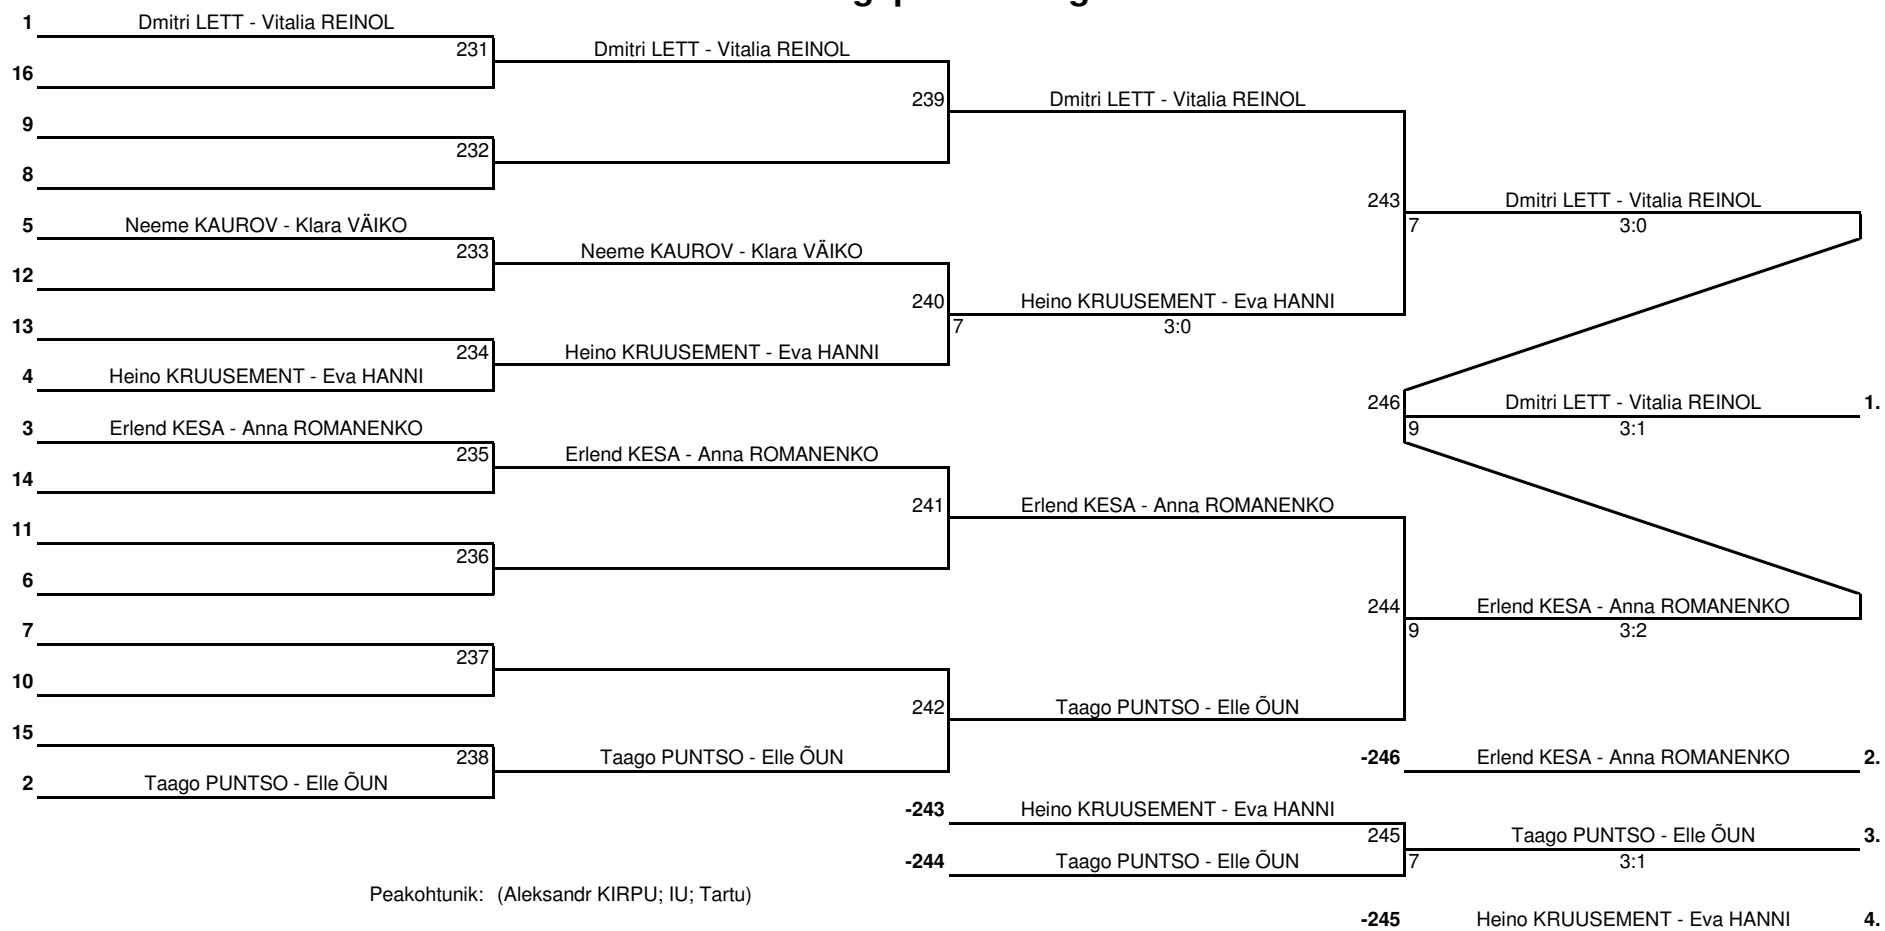 1 Dmitri LETT - Vitalia REINOL
231 Dmitri LETT - Vitalia REINOL
16
239 Dmitri LETT - Vitalia REINOL
9
232
8
243 Dmitri LETT - Vitalia REINOL
7 3:0
5 Neeme KAUROV - Klara VÄIKO
233 Neeme KAUROV - Klara VÄIKO
12
240 Heino KRUUSEMENT - Eva HANNI
7 3:0
13
234 Heino KRUUSEMENT - Eva HANNI
4 Heino KRUUSEMENT - Eva HANNI
246 Dmitri LETT - Vitalia REINOL 1.
9 3:1
3 Erlend KESA - Anna ROMANENKO
235 Erlend KESA - Anna ROMANENKO
14
241 Erlend KESA - Anna ROMANENKO
11
236
6
244 Erlend KESA - Anna ROMANENKO
9 3:2
7
237
10
242 Taago PUNTSO - Elle ÕUN
15
238 Taago PUNTSO - Elle ÕUN
2 Taago PUNTSO - Elle ÕUN
-246 Erlend KESA - Anna ROMANENKO 2.
-243 Heino KRUUSEMENT - Eva HANNI
245 Taago PUNTSO - Elle ÕUN 3.
-244 Taago PUNTSO - Elle ÕUN
7 3:1
Peakohtunik: (Aleksandr KIRPU; IU; Tartu)
-245 Heino KRUUSEMENT - Eva HANNI 4.